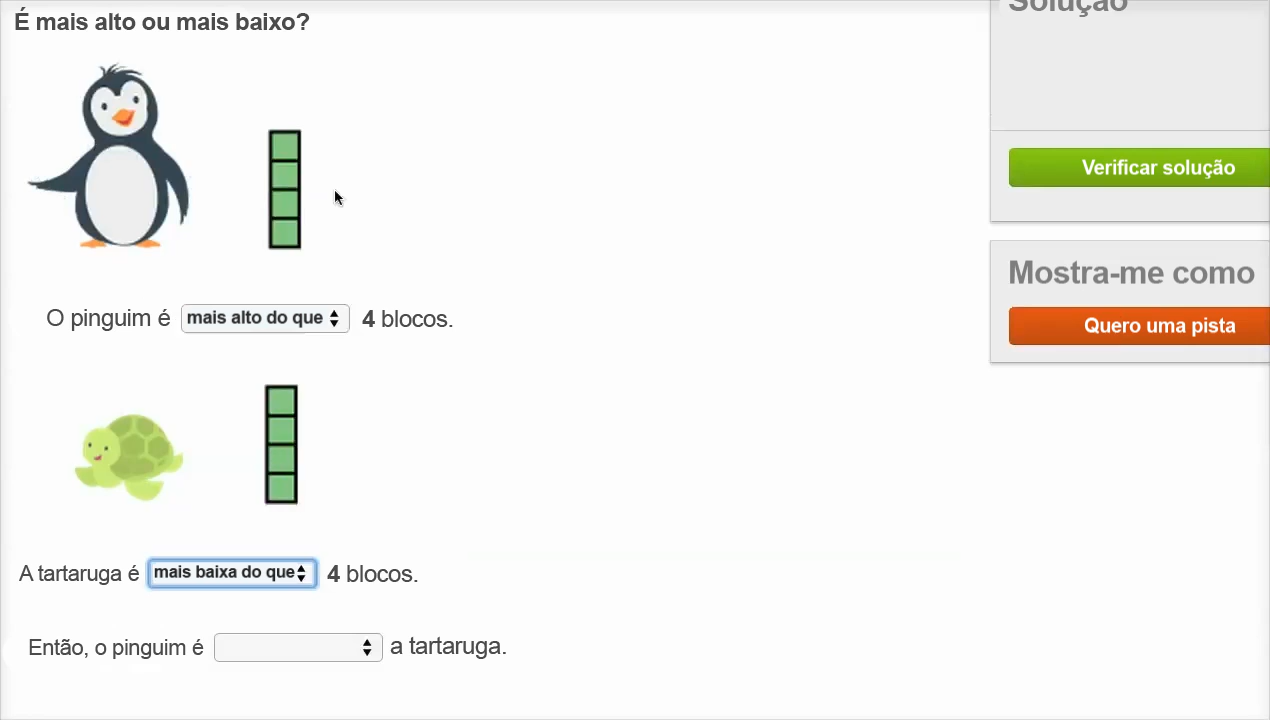 É mais alto ou mais baixo?
Solução
Verificar solução
Mostra-me como
Quero uma pista
O pinguim é mais alto do que 4 blocos.
A tartaruga é mais baixa do que 4 blocos.
Então, o pinguim é a tartaruga.